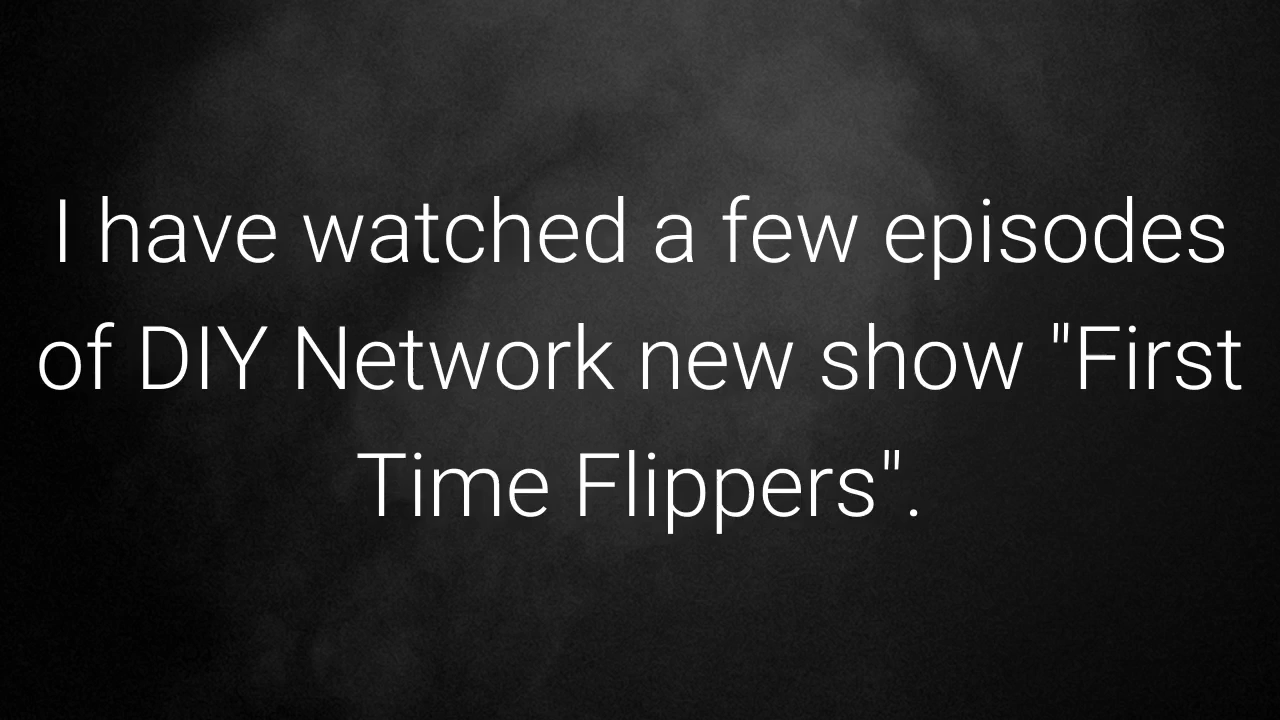 I have watched a few episodes
of DIY Network new show "First
Time Flippers".